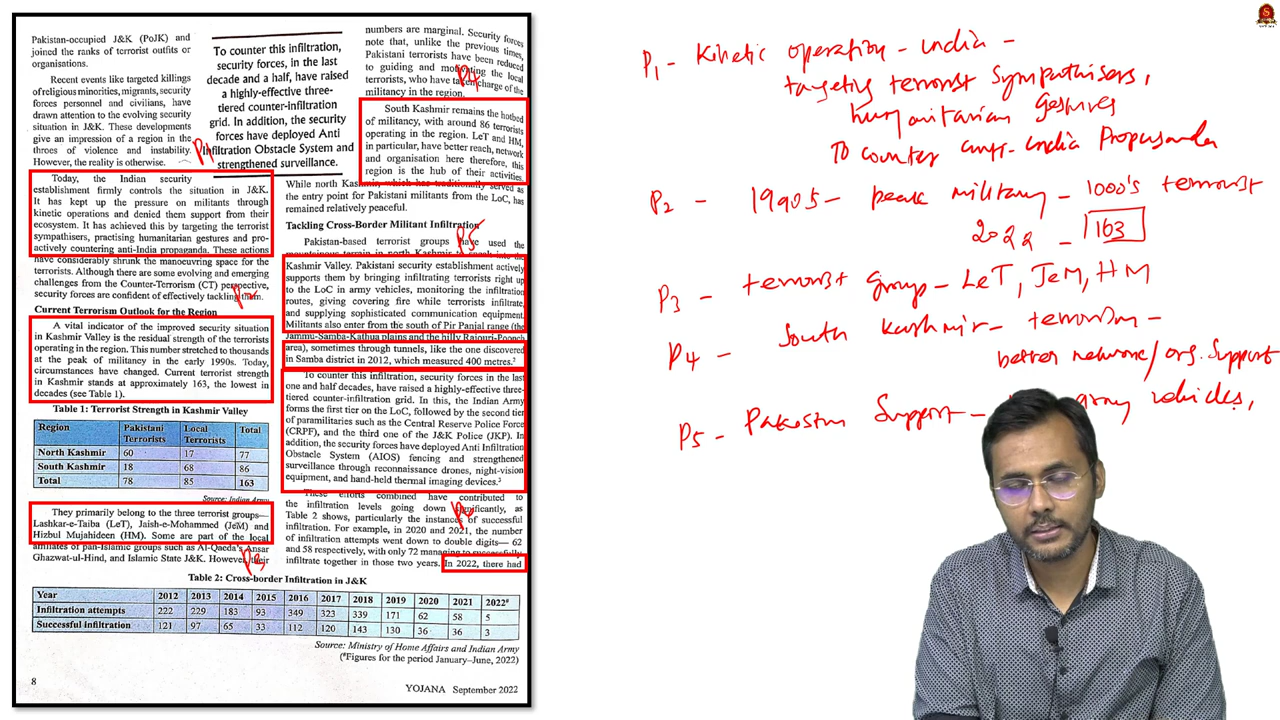 Pakistan-occupied J&K (PoJK) and
joined the ranks of terrorist outfits or
organisations.
Recent events like targeted killings
of religious minorities, migrants, security
forces personnel and civilians, have
drawn attention to the evolving security
situation in J&K. These developments
give an impression of a region in the
throes of violence and instability.
However, the reality is otherwise.
P1
Today, the Indian security
establishment firmly controls the situation in J&K.
It has kept up the pressure on militants through
kinetic operations and denied them support from their
ecosystem. It has achieved this by targeting the terrorist
sympathisers, practising humanitarian gestures and pro-
actively countering anti-India propaganda. These actions
have considerably shrunk the manoeuvring space for the
terrorists. Although there are some evolving and emerging
challenges from the Counter-Terrorism (CT) perspective,
security forces are confident of effectively tackling them.
P2
Current Terrorism Outlook for the Region
A vital indicator of the improved security situation
in Kashmir Valley is the residual strength of the terrorists
operating in the region. This number stretched to thousands
at the peak of militancy in the early 1990s. Today,
circumstances have changed. Current terrorist strength
in Kashmir stands at approximately 163, the lowest in
decades (see Table 1).
Table 1: Terrorist Strength in Kashmir Valley
Region Pakistani Terrorists Local Terrorists Total
North Kashmir 60 17 77
South Kashmir 18 68 86
Total 78 85 163
Source: Indian Army
They primarily belong to the three terrorist groups—
Lashkar-e-Taiba (LeT), Jaish-e-Mohammed (JeM) and
Hizbul Mujahideen (HM). Some are part of the local
affiliates of pan-Islamic groups such as Al-Qaeda's Ansar
Ghazwat-ul-Hind, and Islamic State J&K. However, their
P3
To counter this infiltration,
security forces, in the last
decade and a half, have raised
a highly-effective three-
tiered counter-infiltration
grid. In addition, the security
forces have deployed Anti
Infiltration Obstacle System and
strengthened surveillance.
numbers are marginal. Security forces
note that, unlike the previous times,
Pakistani terrorists have been reduced
to guiding and motivating the local
terrorists, who have taken charge of the
militancy in the region.
P4
South Kashmir remains the hotbed
of militancy, with around 86 terrorists
operating in the region. LeT and HM,
in particular, have better reach, network
and organisation here therefore, this
region is the hub of their activities.
While north Kashmir, which has traditionally served as
the entry point for Pakistani militants from the LoC, has
remained relatively peaceful.
Tackling Cross-Border Militant Infiltration
P5
Pakistan-based terrorist groups have used the
mountainous terrain in north Kashmir to
Kashmir Valley. Pakistani security establishment actively
supports them by bringing infiltrating terrorists right up
to the LoC in army vehicles, monitoring the infiltration
routes, giving covering fire while terrorists infiltrate,
and supplying sophisticated communication equipment.
Militants also enter from the south of Pir Panjal range (the
Jammu-Samba-Kathua plains and the hilly Rajouri-Poonch
area), sometimes through tunnels, like the one discovered
in Samba district in 2012, which measured 400 metres.²
To counter this infiltration, security forces in the last
one and half decades, have raised a highly-effective three-
tiered counter-infiltration grid. In this, the Indian Army
forms the first tier on the LoC, followed by the second tier
of paramilitaries such as the Central Reserve Police Force
(CRPF), and the third one of the J&K Police (JKP). In
addition, the security forces have deployed Anti Infiltration
Obstacle System (AIOS) fencing and strengthened
surveillance through reconnaissance drones, night-vision
equipment, and hand-held thermal imaging devices.³
These efforts combined have contributed to
the infiltration levels going down significantly, as
Table 2 shows, particularly the instances of successful
infiltration. For example, in 2020 and 2021, the number
of infiltration attempts went down to double digits— 62
and 58 respectively, with only 72 managing to successfully
infiltrate together in those two years. In 2022, there had
Table 2: Cross-border Infiltration in J&K
Year 2012 2013 2014 2015 2016 2017 2018 2019 2020 2021 2022#
Infiltration attempts 222 229 183 93 349 323 339 171 62 58 5
Successful infiltration 121 97 65 33 112 120 143 130 36 36 3
Source: Ministry of Home Affairs and Indian Army
(#Figures for the period January–June, 2022)
8
YOJANA September 2022
P1 - Kinetic operation - India -
targeting terrorist sympathisers,
humanitarian gestures
To counter anti-India Propaganda
P2 - 1990s - peak military - 1000's terrorist
2022 - 163
P3 - terrorist group - LeT, JeM, HM
P4 - South Kashmir - terrorism -
better network/org. Support
P5 - Pakistan Support - army vehicles,